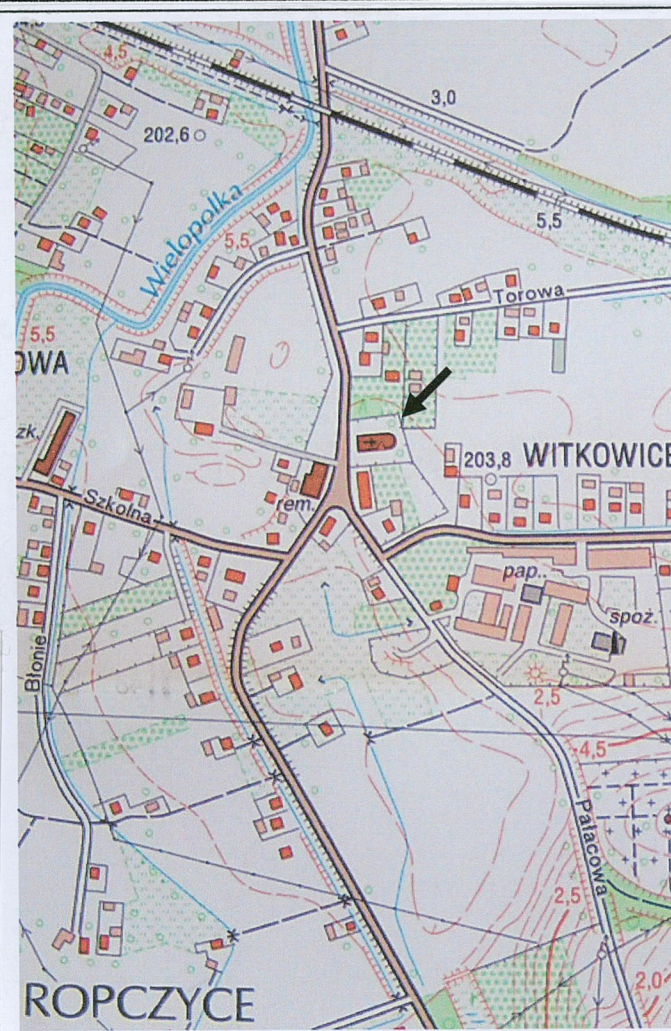 4,5
3,0
202,6
Wielopolka
5,5
5,5
Torowa
5,5
OWA
zk.
203,8 WITKOWICE
rem.
Szkolna
pap.
spoż.
Błonie
2,5
4,5
Pałacowa
2,5
2,0
ROPCZYCE